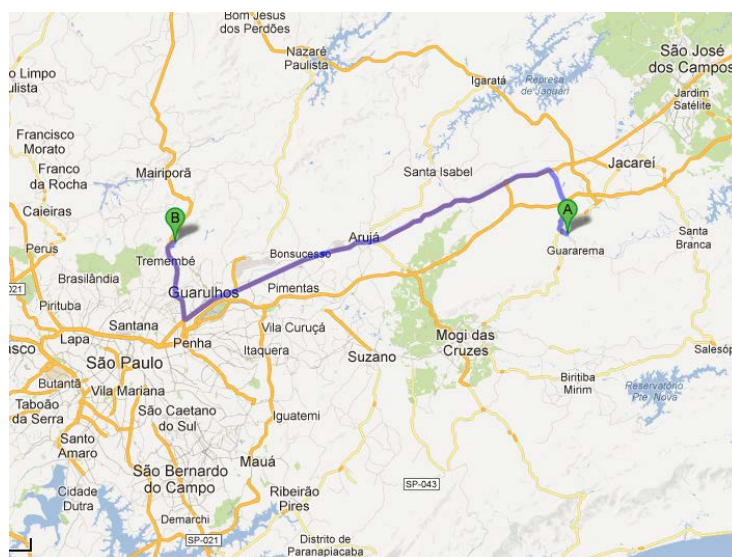 Bom Jesus
dos Perdões
Nazaré
Paulista
São José
dos Campos
Limpo
ulista
Igaratá
Represa
de Jaguari
Jardim
Satélite
Francisco
Morato
Franco
da Rocha
Mairiporã
Santa Isabel
Jacareí
Caieiras
B
A
Perus
Tremembé
Arujá
Bonsucesso
Guararema
Santa
Branca
021
Brasilândia
Guarulhos
Pimentas
Pirituba
Santana
Vila Curuçá
asco
Lapa
Penha
Itaquera
Suzano
Mogi das
Cruzes
Salesóp
São Paulo
Butantã
Vila Mariana
Biritiba
Mirim
Reservatório
Pte. Nova
Taboão
da Serra
São Caetano
do Sul
Iguatemi
Santo
Amaro
Mauá
São Bernardo
do Campo
Ribeirão
Pires
SP-043
Cidade
Dutra
Demarchi
SP-021
Distrito de
Paranapiacaba